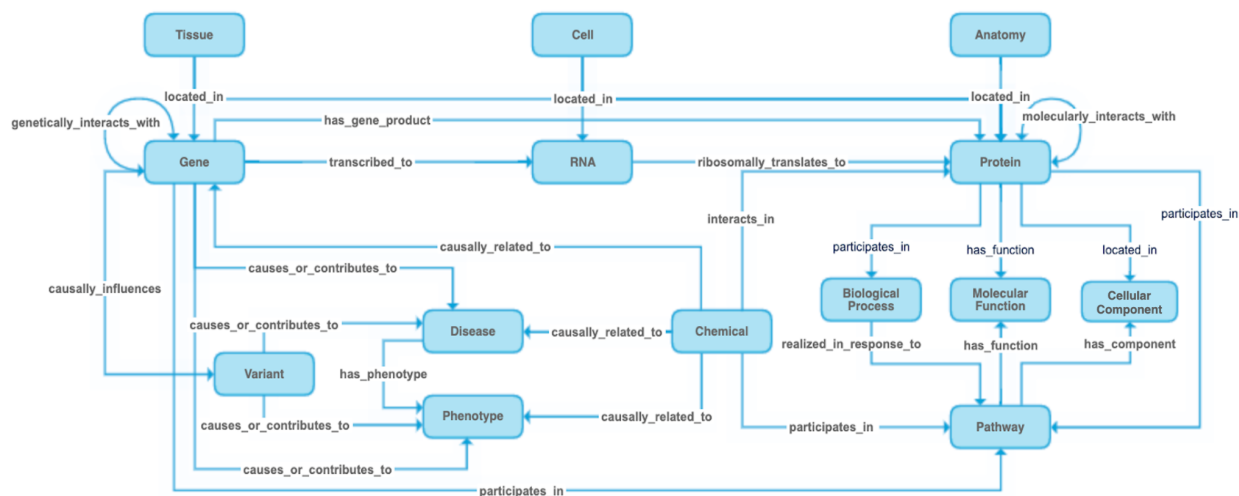 Tissue
Cell
Anatomy
located_in
located_in
located_in
genetically_interacts_with
has_gene_product
molecularly_interacts_with
Gene
transcribed_to
RNA
ribosomally_translates_to
Protein
interacts_in
participates_in
causally_related_to
participates_in
has_function
located_in
causes_or_contributes_to
causally_influences
Biological
Process
Molecular
Function
Cellular
Component
causes_or_contributes_to
Disease
causally_related_to
Chemical
realized_in_response_to
has_function
has_component
Variant
has_phenotype
Phenotype
causally_related_to
causes_or_contributes_to
participates_in
Pathway
causes_or_contributes_to
participates_in